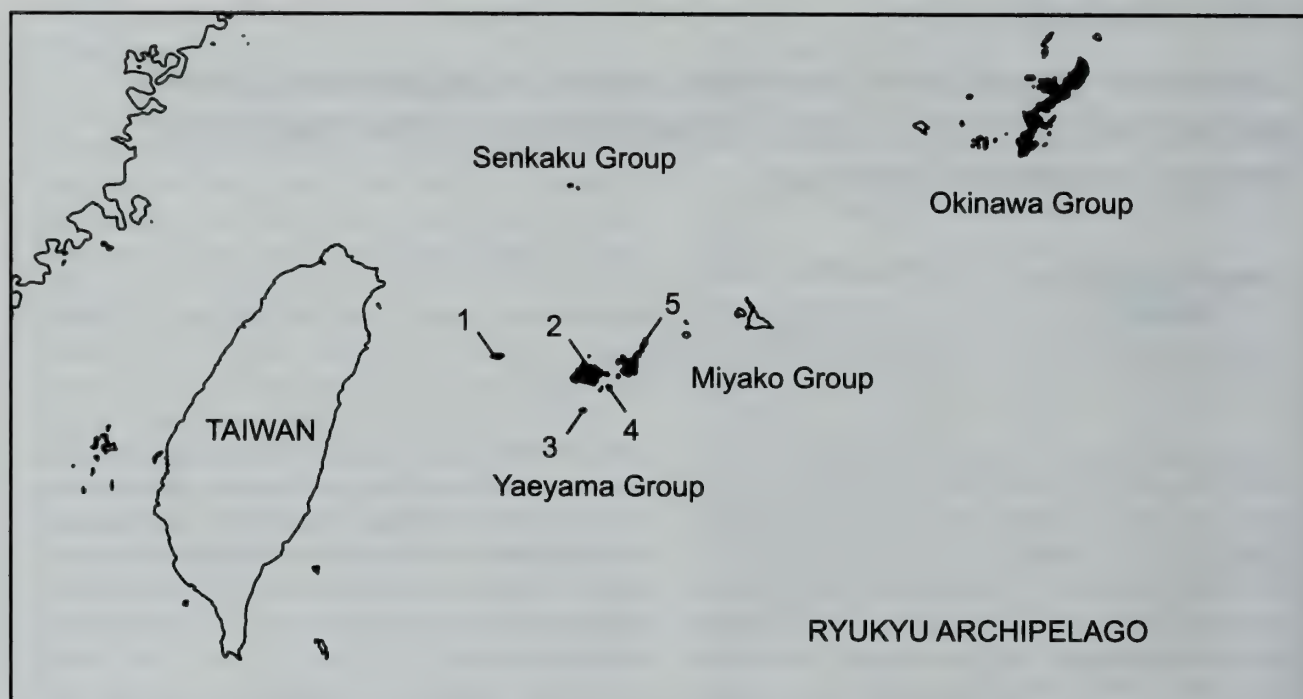 Senkaku Group
Okinawa Group
1
2
5
Miyako Group
TAIWAN
3
4
Yaeyama Group
RYUKYU ARCHIPELAGO